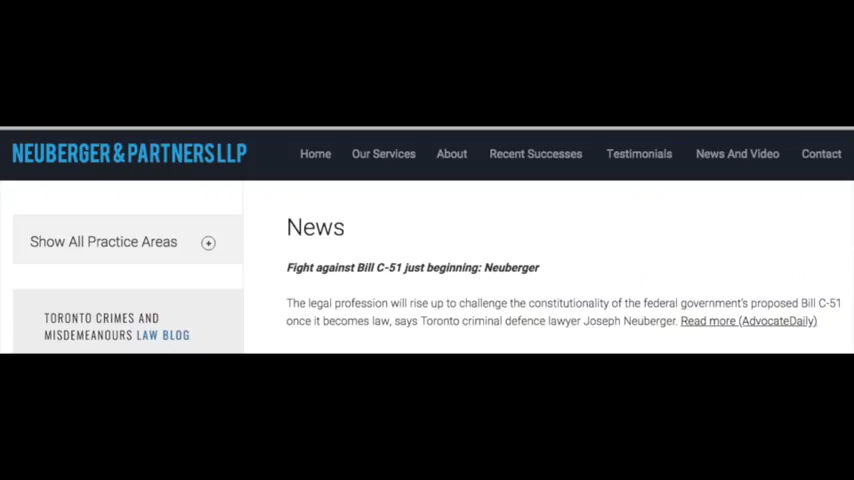 NEUBERGER & PARTNERS LLP
Home Our Services About Recent Successes Testimonials News And Video Contact
Show All Practice Areas
TORONTO CRIMES AND
MISDEMEANOURS LAW BLOG
News
Fight against Bill C-51 just beginning: Neuberger
The legal profession will rise up to challenge the constitutionality of the federal government's proposed Bill C-51
once it becomes law, says Toronto criminal defence lawyer Joseph Neuberger. Read more (AdvocateDaily)